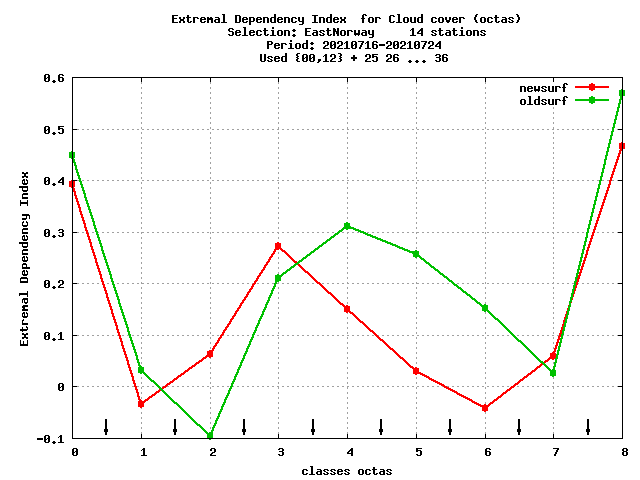 Extremal Dependency Index  for Cloud cover (octas)
Selection: EastNorway     14 stations
Period: 20210716-20210724
Used {00,12} + 25 26 ... 36
newsurf
oldsurf
Extremal Dependency Index
0.6
0.5
0.4
0.3
0.2
0.1
0
-0.1
0 1 2 3 4 5 6 7 8
classes octas